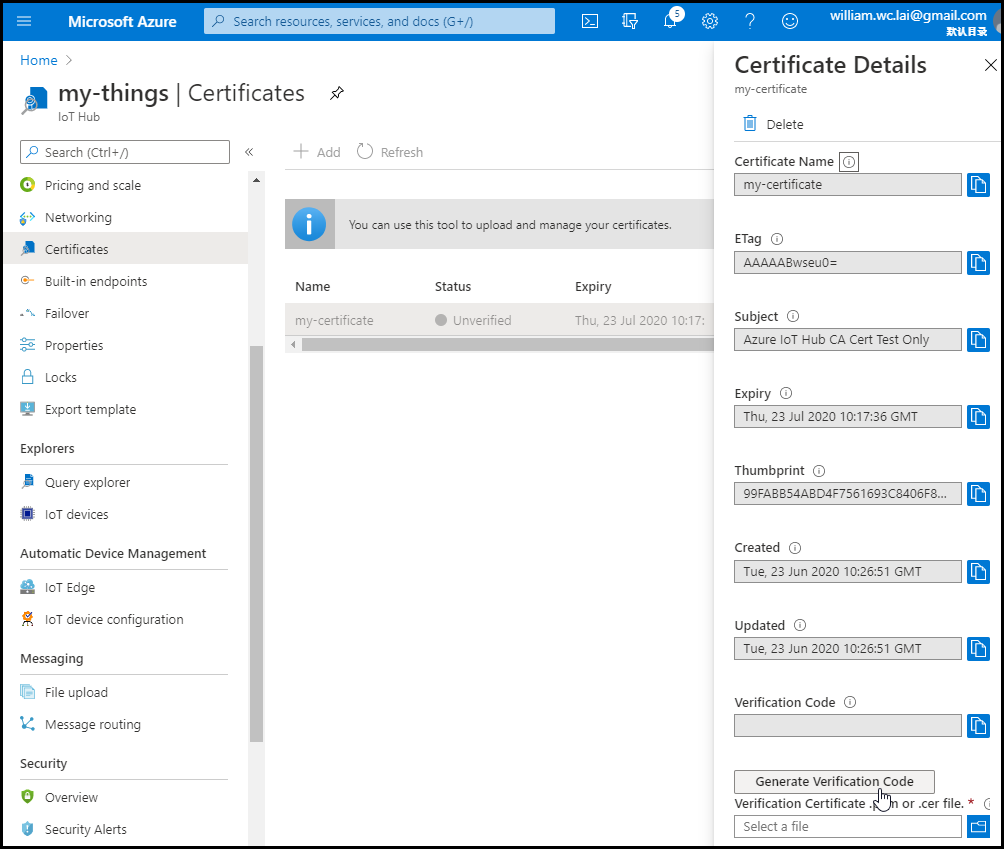 Microsoft Azure
Search resources, services, and docs (G+/)
5
william.wc.lai@gmail.com
默认目录
Home
my-things | Certificates
IoT Hub
Search (Ctrl+/)
Pricing and scale
Networking
Certificates
Built-in endpoints
Failover
Properties
Locks
Export template
Explorers
Query explorer
IoT devices
Automatic Device Management
IoT Edge
IoT device configuration
Messaging
File upload
Message routing
Security
Overview
Security Alerts
Add
Refresh
You can use this tool to upload and manage your certificates.
Name Status Expiry
my-certificate Unverified Thu, 23 Jul 2020 10:17:
Certificate Details
my-certificate
Delete
Certificate Name
my-certificate
ETag
AAAAABwseu0=
Subject
Azure IoT Hub CA Cert Test Only
Expiry
Thu, 23 Jul 2020 10:17:36 GMT
Thumbprint
99FABB54ABD4F7561693C8406F8...
Created
Tue, 23 Jun 2020 10:26:51 GMT
Updated
Tue, 23 Jun 2020 10:26:51 GMT
Verification Code
Generate Verification Code
Verification Certificate or .cer file. *
Select a file